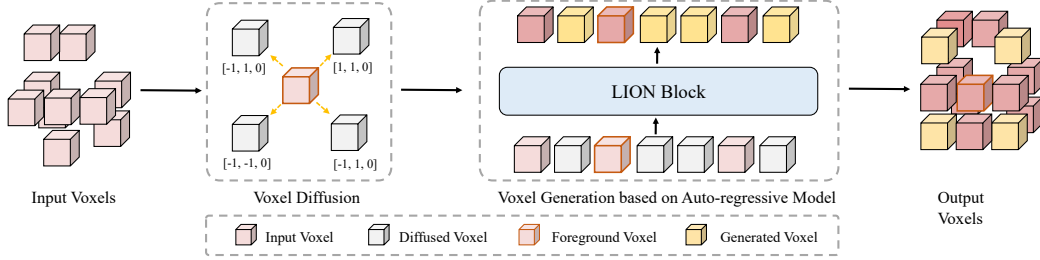 [-1, 1, 0]
[1, 1, 0]
[-1, -1, 0]
[-1, 1, 0]
LION Block
Input Voxels
Voxel Diffusion
Voxel Generation based on Auto-regressive Model
Output
Voxels
Input Voxel
Diffused Voxel
Foreground Voxel
Generated Voxel